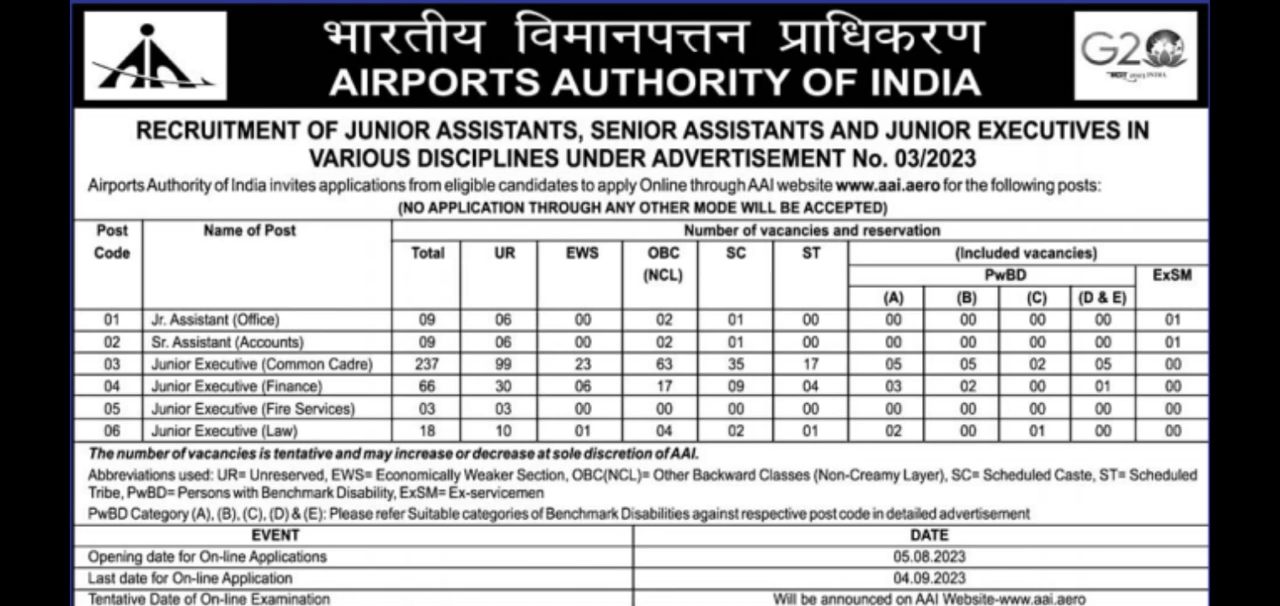 भारतीय विमानपत्तन प्राधिकरण
AIRPORTS AUTHORITY OF INDIA
G20
RECRUITMENT OF JUNIOR ASSISTANTS, SENIOR ASSISTANTS AND JUNIOR EXECUTIVES IN
VARIOUS DISCIPLINES UNDER ADVERTISEMENT No. 03/2023
Airports Authority of India invites applications from eligible candidates to apply Online through AAI website www.aai.aero for the following posts:
(NO APPLICATION THROUGH ANY OTHER MODE WILL BE ACCEPTED)
Post Code Name of Post Number of vacancies and reservation
Total UR EWS OBC (NCL) SC ST (Included vacancies)
PwBD ExSM
(A) (B) (C) (D & E)
01 Jr. Assistant (Office) 09 06 00 02 01 00 00 00 00 00 01
02 Sr. Assistant (Accounts) 09 06 00 02 01 00 00 00 00 00 01
03 Junior Executive (Common Cadre) 237 99 23 63 35 17 05 05 02 05 00
04 Junior Executive (Finance) 66 30 06 17 09 04 03 02 00 01 00
05 Junior Executive (Fire Services) 03 03 00 00 00 00 00 00 00 00 00
06 Junior Executive (Law) 18 10 01 04 02 01 02 00 01 00 00
The number of vacancies is tentative and may increase or decrease at sole discretion of AAI.
Abbreviations used: UR= Unreserved, EWS= Economically Weaker Section, OBC(NCL)= Other Backward Classes (Non-Creamy Layer), SC= Scheduled Caste, ST= Scheduled
Tribe, PwBD= Persons with Benchmark Disability, ExSM= Ex-servicemen
PwBD Category (A), (B), (C), (D) & (E): Please refer Suitable categories of Benchmark Disabilities against respective post code in detailed advertisement
EVENT DATE
Opening date for On-line Applications 05.08.2023
Last date for On-line Application 04.09.2023
Tentative Date of On-line Examination Will be announced on AAI Website-www.aai.aero